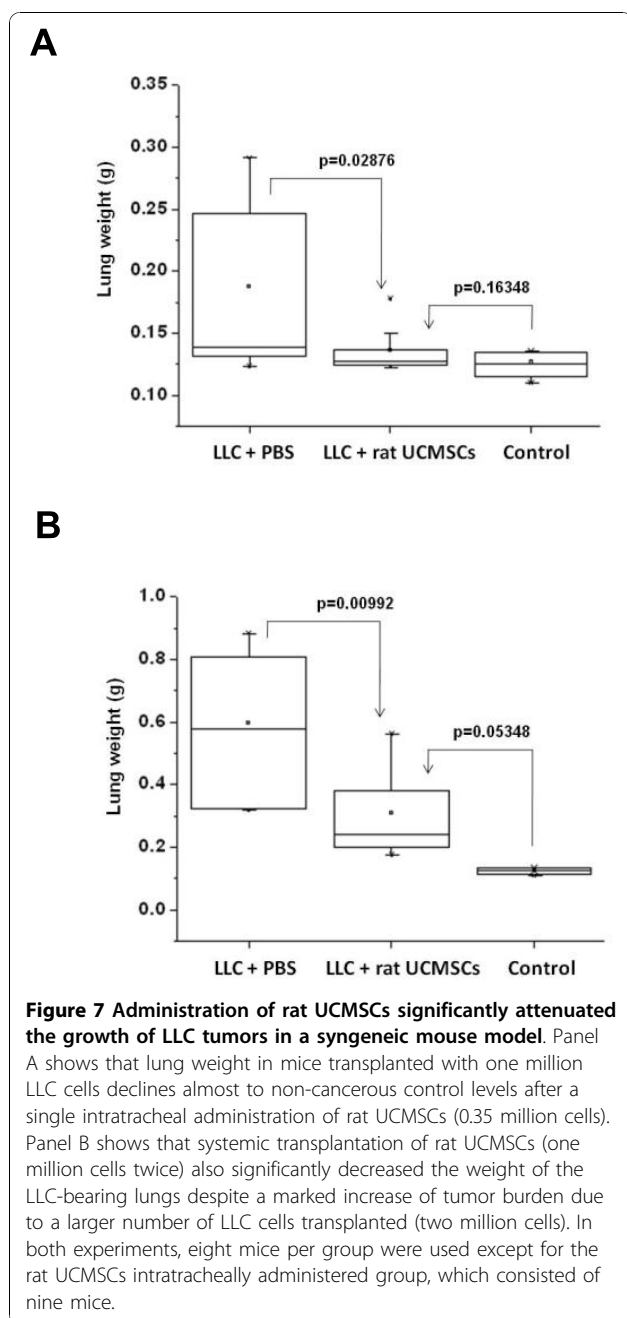 A
0.35
0.30
0.25
0.20
0.15
0.10
Lung weight (g)
p=0.02876
p=0.16348
LLC + PBS
LLC + rat UCMSCs
Control
B
1.0
0.8
0.6
0.4
0.2
0.0
Lung weight (g)
p=0.00992
p=0.05348
LLC + PBS
LLC + rat UCMSCs
Control
Figure 7 Administration of rat UCMSCs significantly attenuated
the growth of LLC tumors in a syngeneic mouse model. Panel
A shows that lung weight in mice transplanted with one million
LLC cells declines almost to non-cancerous control levels after a
single intratracheal administration of rat UCMSCs (0.35 million cells).
Panel B shows that systemic transplantation of rat UCMSCs (one
million cells twice) also significantly decreased the weight of the
LLC-bearing lungs despite a marked increase of tumor burden due
to a larger number of LLC cells transplanted (two million cells). In
both experiments, eight mice per group were used except for the
rat UCMSCs intratracheally administered group, which consisted of
nine mice.